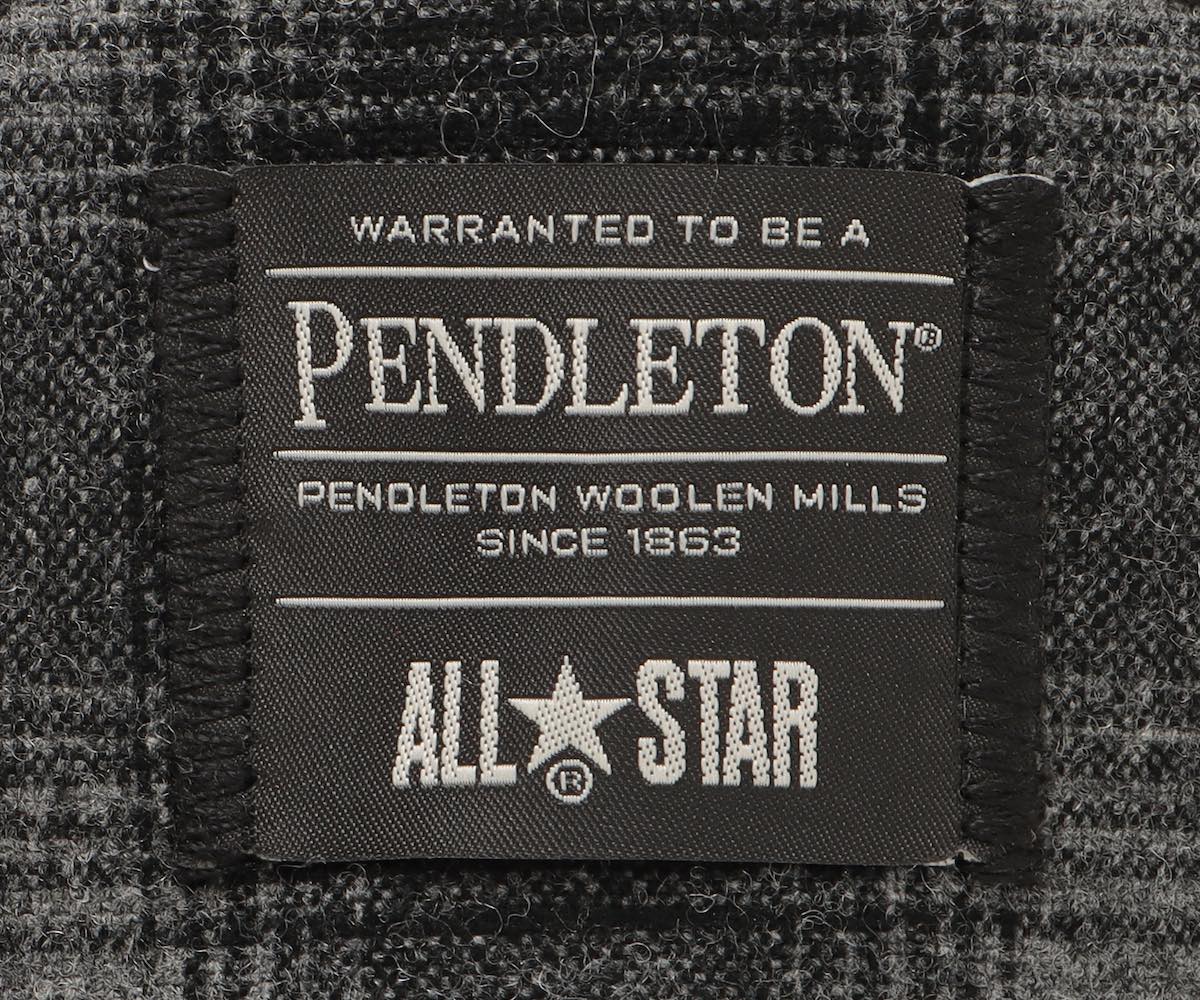 WARRANTED TO BE A
PENDLETON®
PENDLETON WOOLEN MILLS
SINCE 1863
ALL★STAR
®